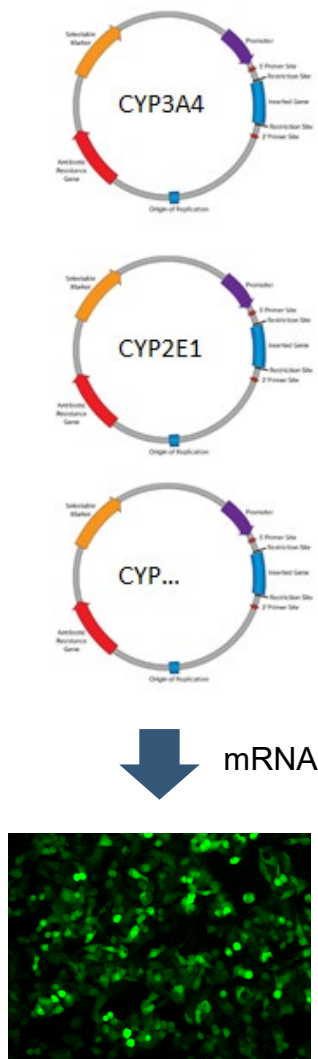 Selectable
Marker
Promoter
5' Primer Site
Restriction Site
CYP3A4
Inserted Gene
Restriction Site
3' Primer Site
Antibiotic
Resistance
Gene
Origin of Replication
Selectable
Marker
Promoter
5' Primer Site
Restriction Site
CYP2E1
Inserted Gene
Restriction Site
3' Primer Site
Antibiotic
Resistance
Gene
Origin of Replication
Selectable
Marker
Promoter
5' Primer Site
Restriction Site
CYP...
Inserted Gene
Restriction Site
3' Primer Site
Antibiotic
Resistance
Gene
Origin of Replication
mRNA